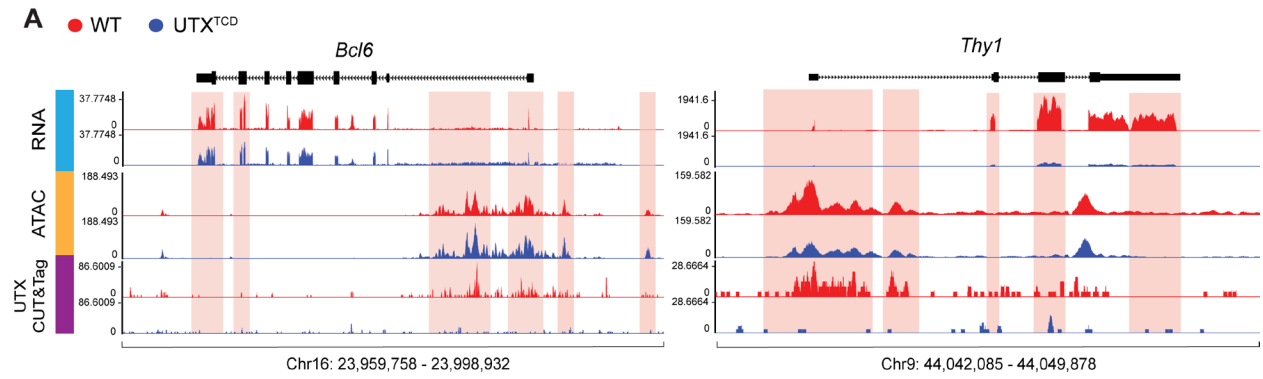 A
WT UTXTCD
Bcl6
Thy1
RNA
37.7748
0
37.7748
0
1941.6
0
1941.6
0
ATAC
188.493
0
188.493
0
159.582
0
159.582
0
UTX
CUT&Tag
86.6009
0
86.6009
0
28.6664
0
28.6664
0
Chr16: 23,959,758 - 23,998,932
Chr9: 44,042,085 - 44,049,878